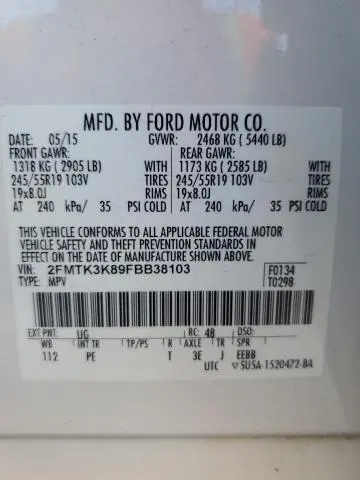 MFD. BY FORD MOTOR CO.
DATE: 05/15 GVWR: 2468 KG ( 5440 LB)
FRONT GAWR: REAR GAWR:
1318 KG ( 2905 LB) WITH 1173 KG ( 2585 LB) WITH
245/55R19 103V TIRES 245/55R19 103V TIRES
19x8.0J RIMS 19x8.0J RIMS
AT 240 kPa/ 35 PSI COLD AT 240 kPa/ 35 PSI COLD
THIS VEHICLE CONFORMS TO ALL APPLICABLE FEDERAL MOTOR
VEHICLE SAFETY AND THEFT PREVENTION STANDARDS IN
EFFECT ON THE DATE OF MANUFACTURE SHOWN ABOVE.
VIN: 2FMTK3K89FBB38103 F0134
TYPE: MPV T0298
EXT PNT: UG RC: 48 DSO:
WB INT TR TP/PS R AXLE TR SPR
112 PE T 3E J EEBB
UTC ▽5U5A-1520472-BA